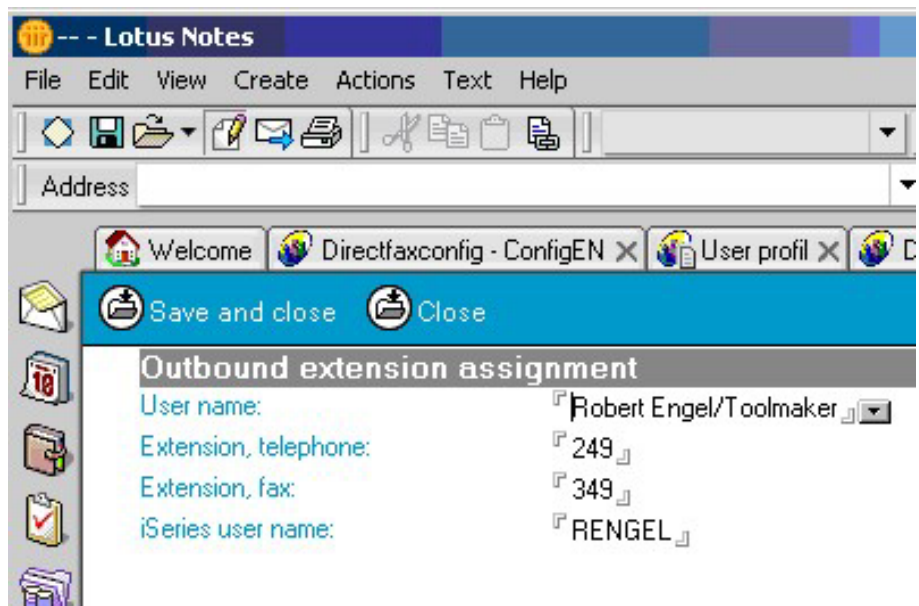 -- - Lotus Notes
File Edit View Create Actions Text Help
Address
Welcome Directfaxconfig - ConfigEN User profil D
Save and close Close
10
Outbound extension assignment
User name: Robert Engel/Toolmaker
Extension, telephone: 249
Extension, fax: 349
iSeries user name: RENGEL